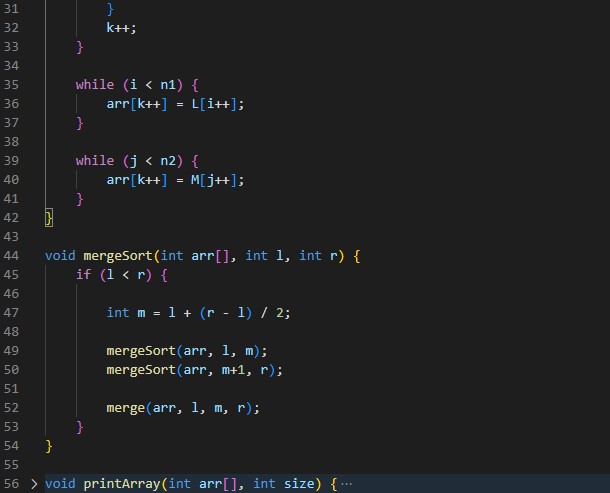 31 }
32 k++;
33 }
34
35 while (i < n1) {
36 arr[k++] = L[i++];
37 }
38
39 while (j < n2) {
40 arr[k++] = M[j++];
41 }
42 }
43
44 void mergeSort(int arr[], int l, int r) {
45 if (l < r) {
46
47 int m = l + (r - l) / 2;
48
49 mergeSort(arr, l, m);
50 mergeSort(arr, m+1, r);
51
52 merge(arr, l, m, r);
53 }
54 }
55
56 > void printArray(int arr[], int size) { ⋯